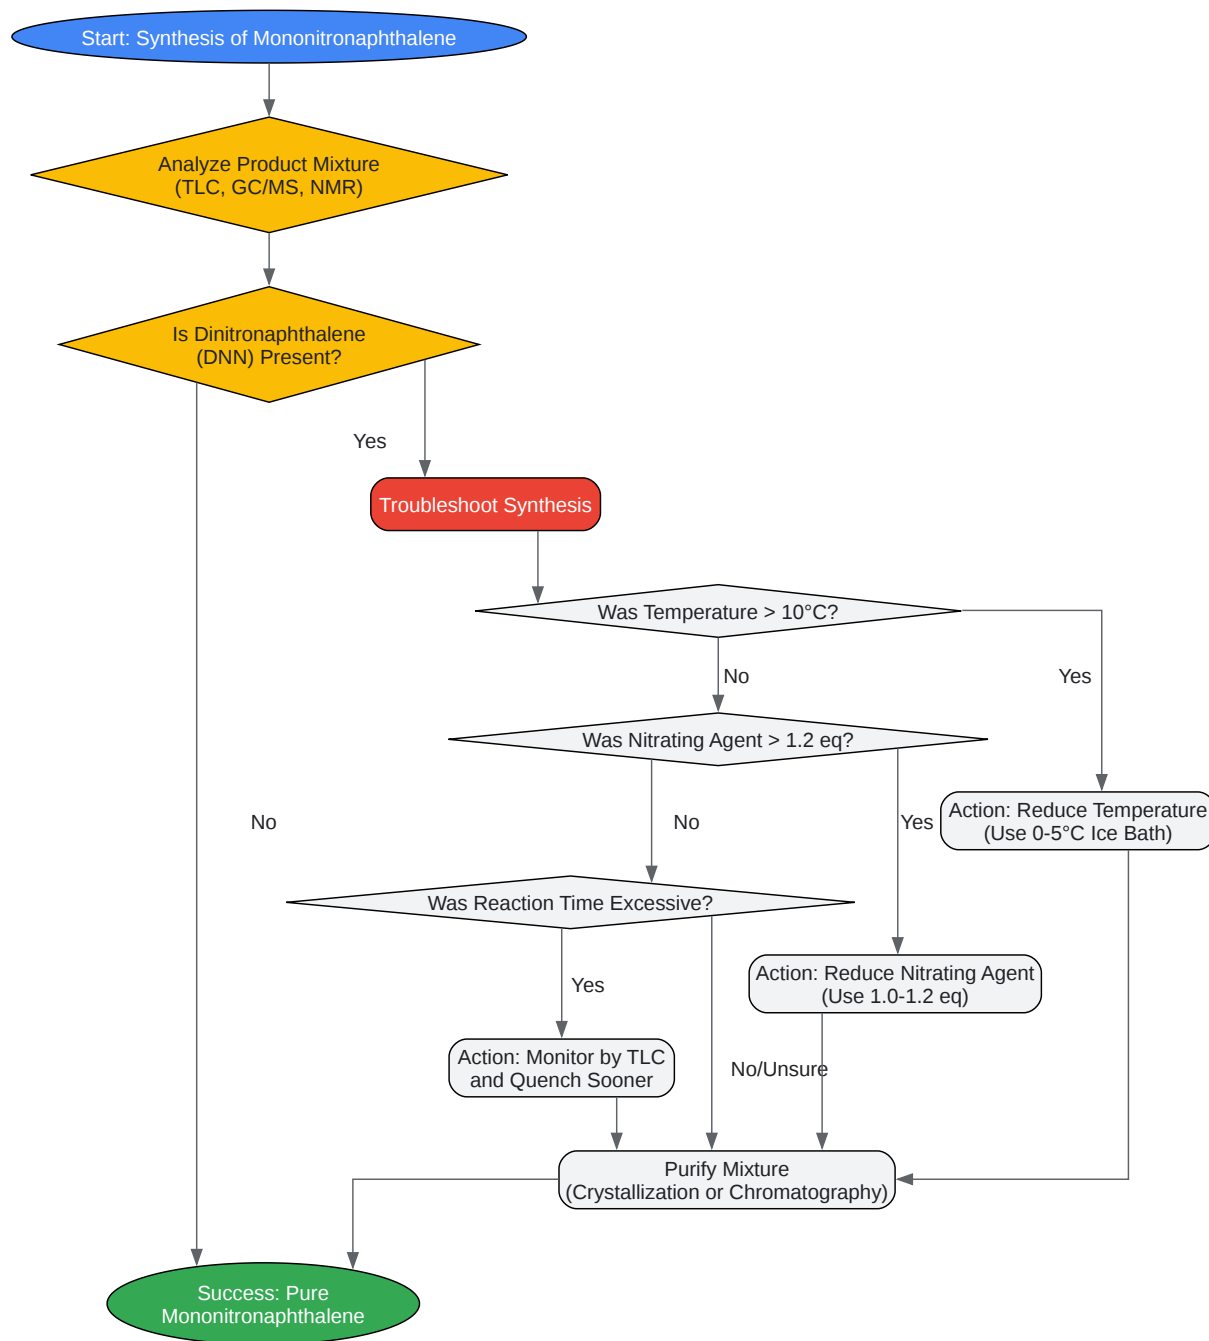 Start: Synthesis of Mononitronaphthalene
Analyze Product Mixture
(TLC, GC/MS, NMR)
Is Dinitronaphthalene
(DNN) Present?
Yes
Troubleshoot Synthesis
Was Temperature > 10°C?
No
Yes
Was Nitrating Agent > 1.2 eq?
No
No
Yes
Action: Reduce Temperature
(Use 0-5°C Ice Bath)
Was Reaction Time Excessive?
Yes
Action: Reduce Nitrating Agent
(Use 1.0-1.2 eq)
Action: Monitor by TLC
and Quench Sooner
No/Unsure
Purify Mixture
(Crystallization or Chromatography)
Success: Pure
Mononitronaphthalene